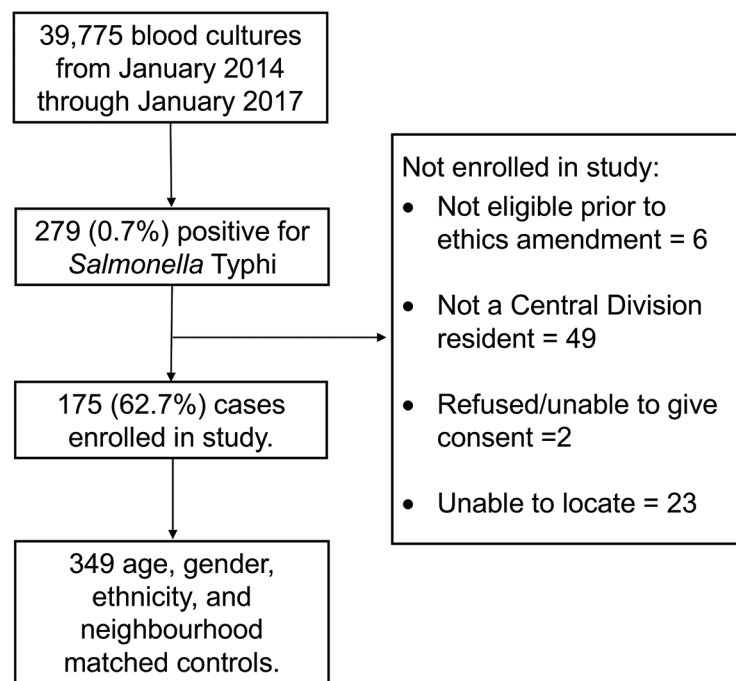 39,775 blood cultures
from January 2014
through January 2017
279 (0.7%) positive for
Salmonella Typhi
Not enrolled in study:
• Not eligible prior to
ethics amendment = 6
• Not a Central Division
resident = 49
• Refused/unable to give
consent =2
• Unable to locate = 23
175 (62.7%) cases
enrolled in study.
349 age, gender,
ethnicity, and
neighbourhood
matched controls.